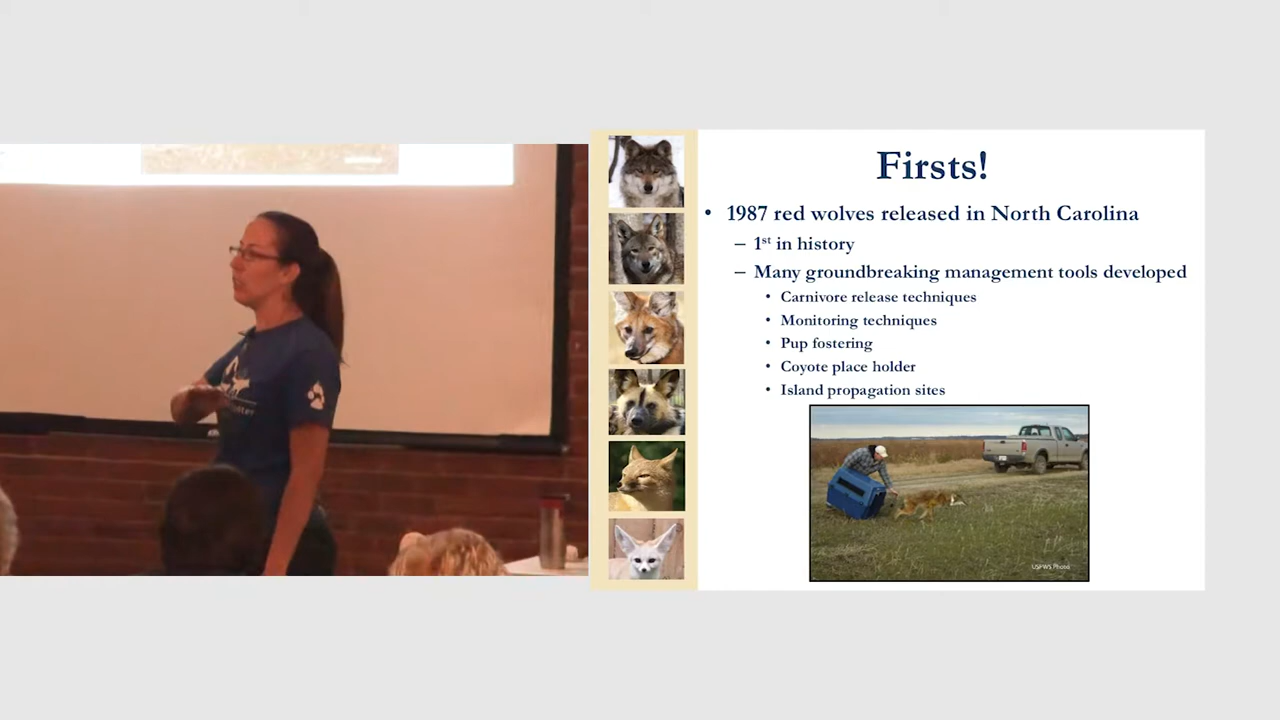 Firsts!
• 1987 red wolves released in North Carolina
– 1st in history
– Many groundbreaking management tools developed
• Carnivore release techniques
• Monitoring techniques
• Pup fostering
• Coyote place holder
• Island propagation sites
USFWS Photo